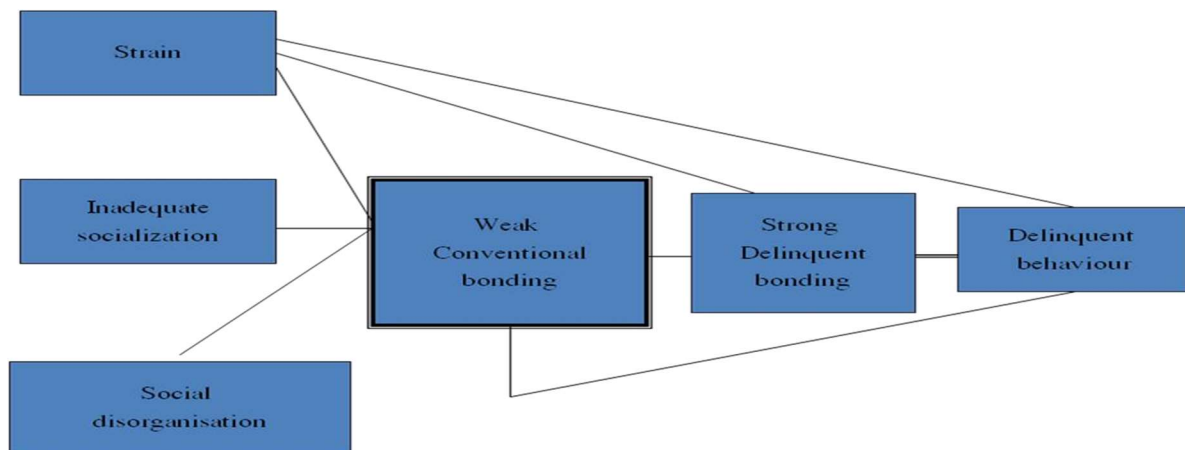 Strain
Inadequate
socialization
Weak
Conventional
bonding
Strong
Delinquent
bonding
Delinquent
behaviour
Social
disorganisation